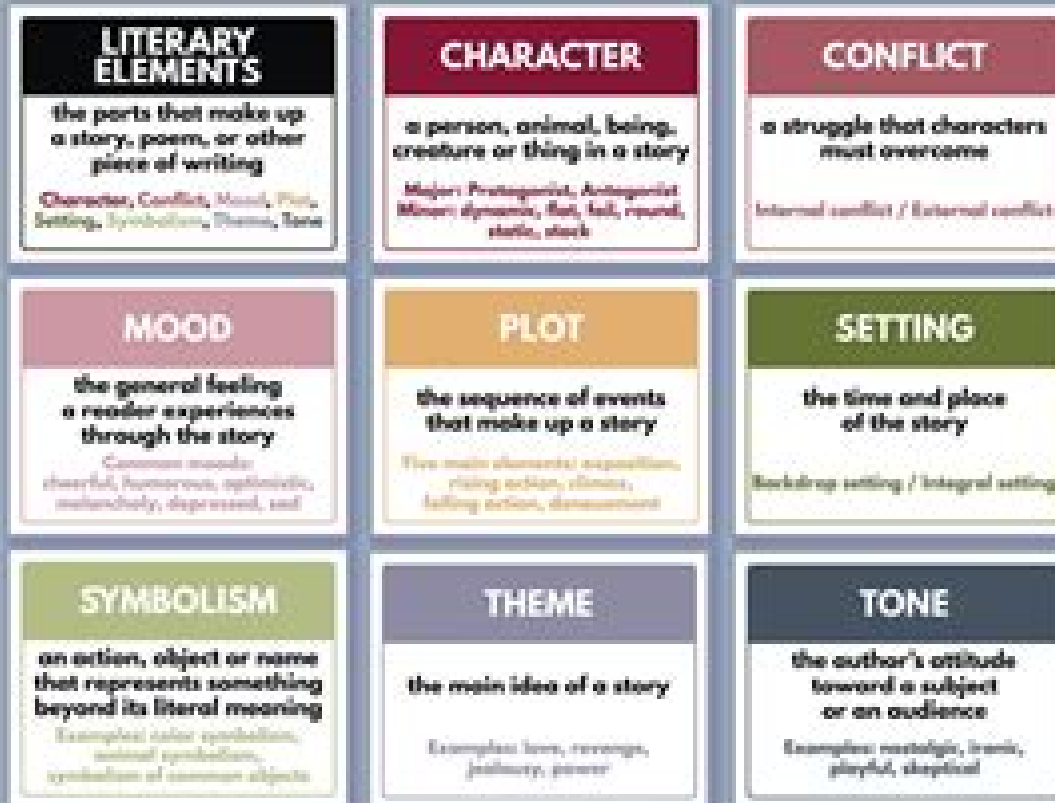 LITERARY
ELEMENTS
the parts that make up
a story, poem, or other
piece of writing
Character, Conflict, Mood, Plot,
Setting, Symbolism, Theme, Tone
CHARACTER
a person, animal, being,
creature or thing in a story
Major: Protagonist, Antagonist
Minor: dynamic, flat, foil, round,
static, stock
CONFLICT
a struggle that characters
must overcome
Internal conflict / External conflict
MOOD
the general feeling
a reader experiences
through the story
Common moods:
cheerful, humorous, optimistic,
melancholy, depressed, sad
PLOT
the sequence of events
that make up a story
Five main elements: exposition,
rising action, climax,
falling action, denouement
SETTING
the time and place
of the story
Backdrop setting / Integral setting
SYMBOLISM
an action, object or name
that represents something
beyond its literal meaning
Examples: color symbolism,
animal symbolism,
symbolism of common objects
THEME
the main idea of a story
Examples: love, revenge,
jealousy, power
TONE
the author's attitude
toward a subject
or an audience
Examples: nostalgic, ironic,
playful, skeptical